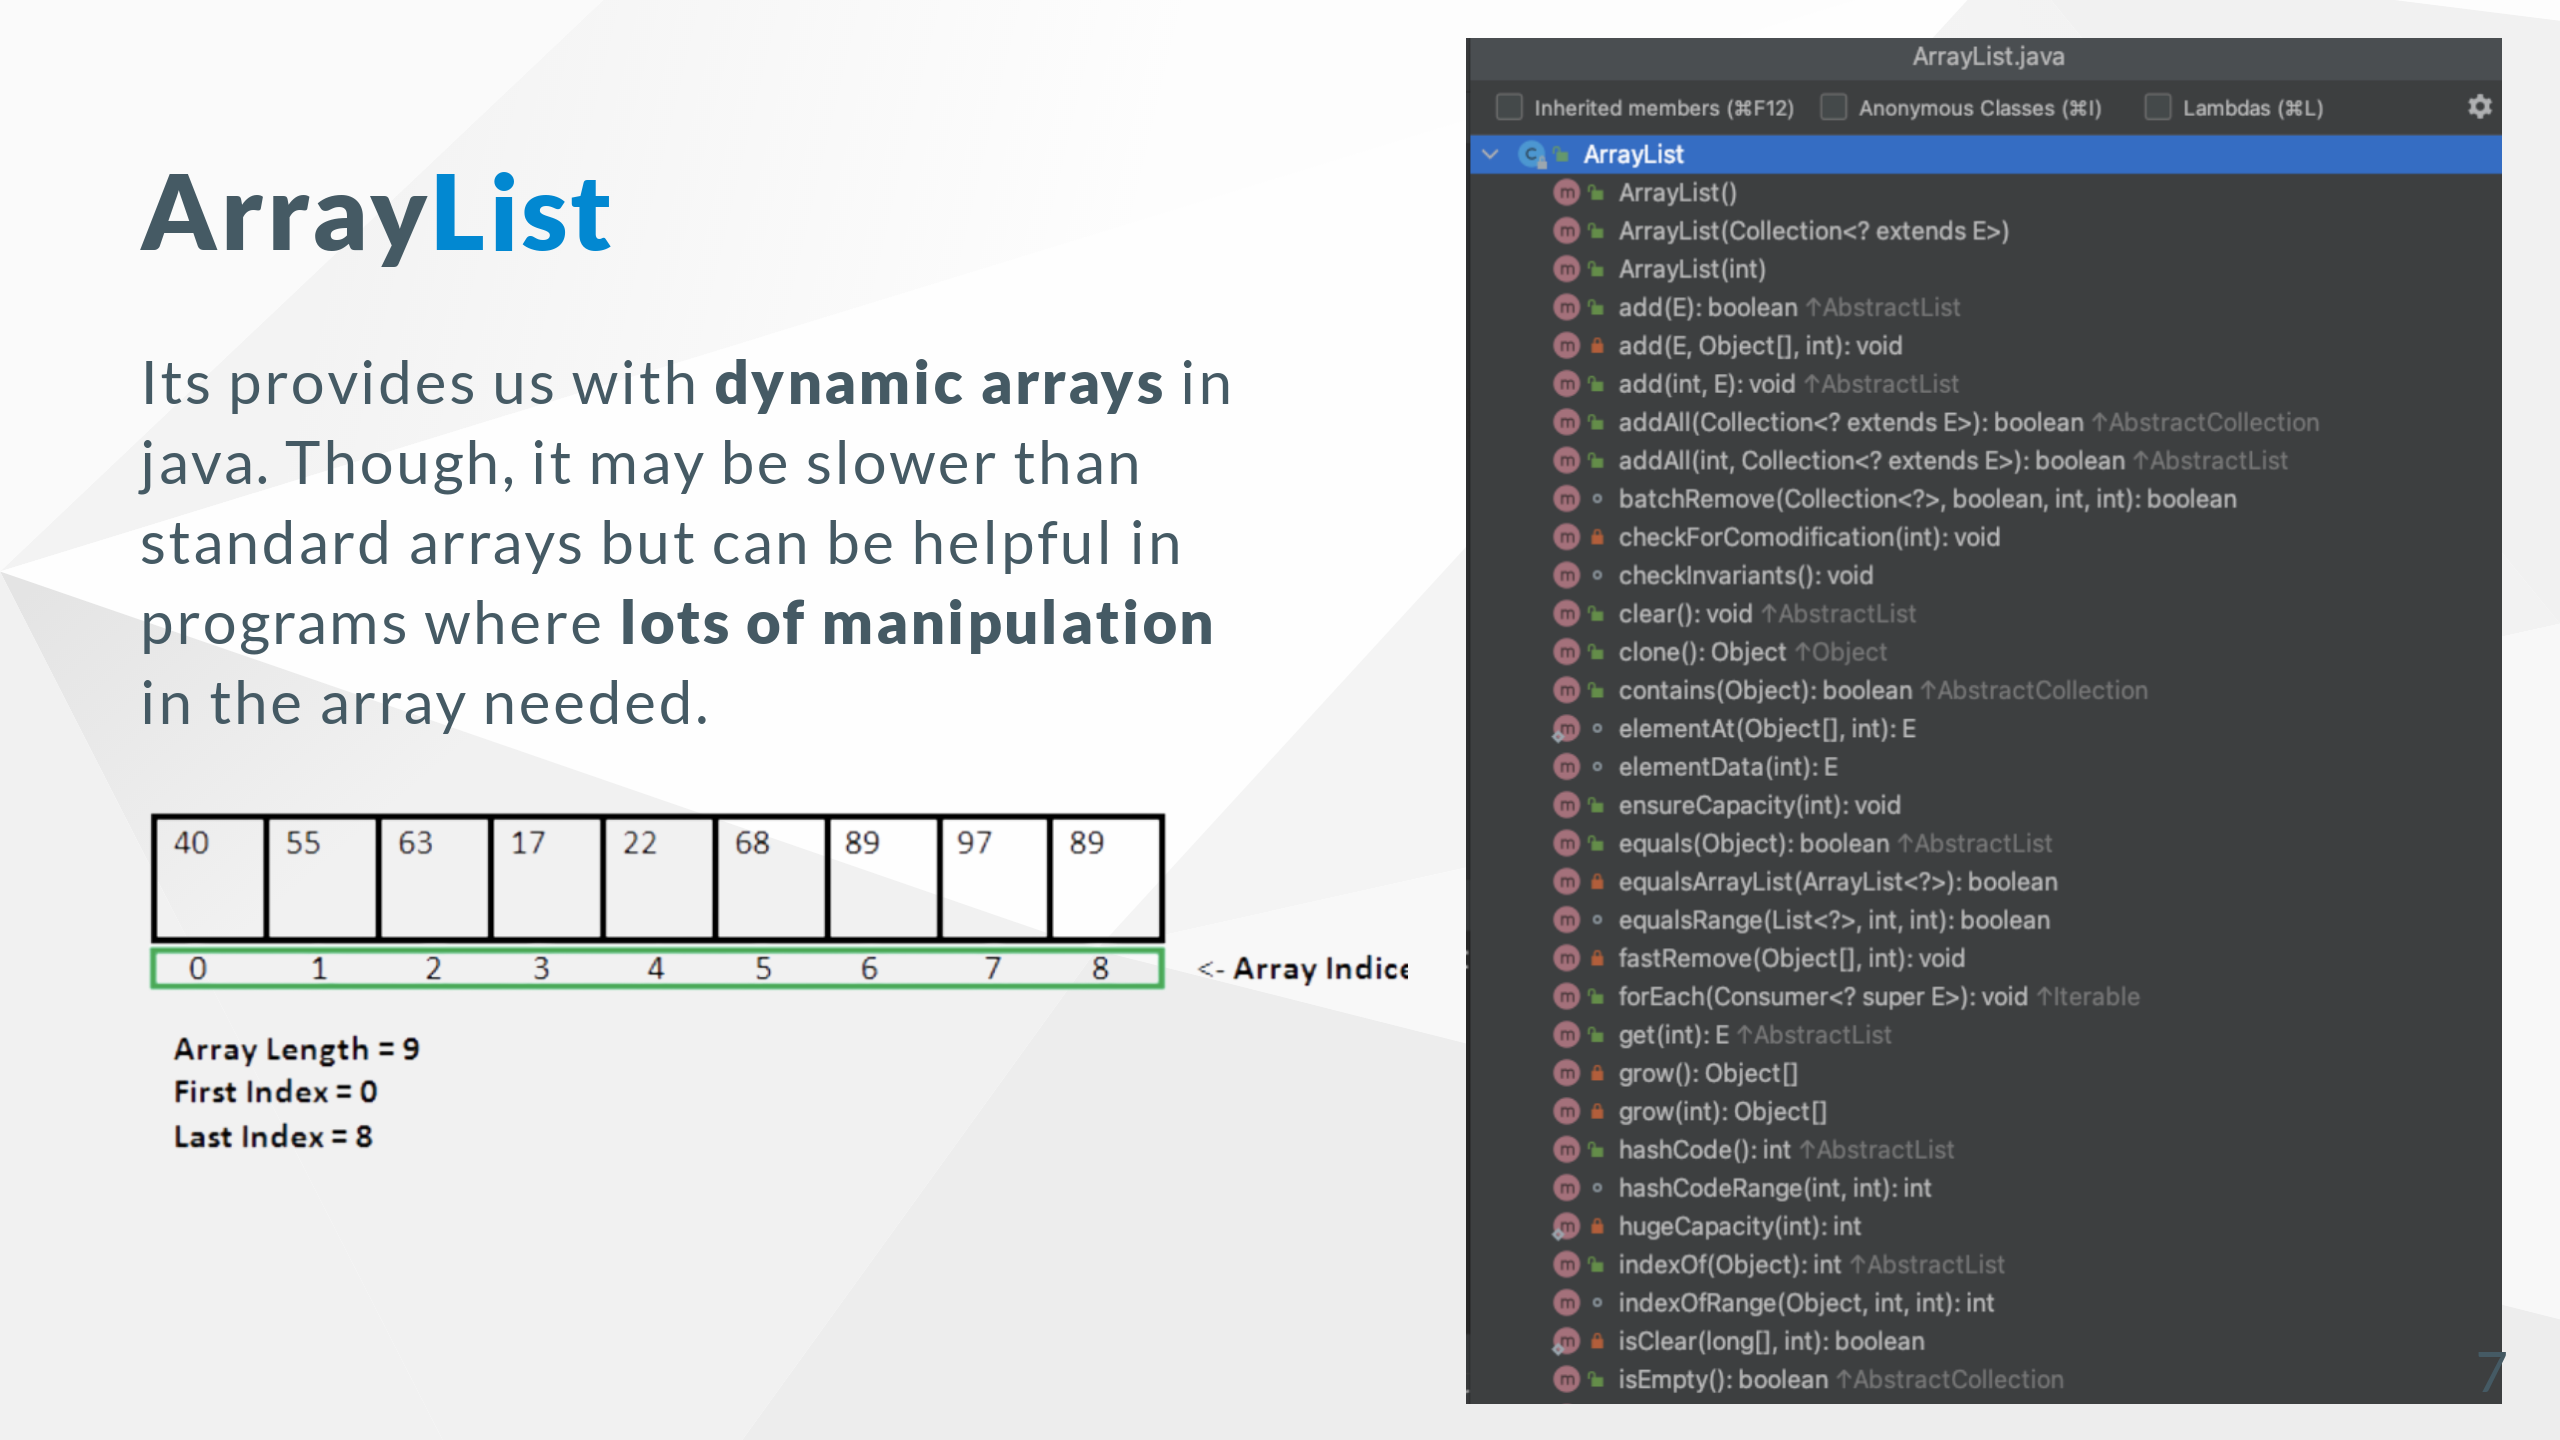 ArrayList
Its provides us with dynamic arrays in
java. Though, it may be slower than
standard arrays but can be helpful in
programs where lots of manipulation
in the array needed.
40 55 63 17 22 68 89 97 89
0 1 2 3 4 5 6 7 8 <- Array Indice
Array Length = 9
First Index = 0
Last Index = 8
ArrayList.java
Inherited members (⌘F12) Anonymous Classes (⌘I) Lambdas (⌘L)
C ArrayList
m ArrayList()
m ArrayList(Collection<? extends E>)
m ArrayList(int)
m add(E): boolean ↑AbstractList
m add(E, Object[], int): void
m add(int, E): void ↑AbstractList
m addAll(Collection<? extends E>): boolean ↑AbstractCollection
m addAll(int, Collection<? extends E>): boolean ↑AbstractList
m batchRemove(Collection<?>, boolean, int, int): boolean
m checkForComodification(int): void
m checkInvariants(): void
m clear(): void ↑AbstractList
m clone(): Object ↑Object
m contains(Object): boolean ↑AbstractCollection
m elementAt(Object[], int): E
m elementData(int): E
m ensureCapacity(int): void
m equals(Object): boolean ↑AbstractList
m equalsArrayList(ArrayList<?>): boolean
m equalsRange(List<?>, int, int): boolean
m fastRemove(Object[], int): void
m forEach(Consumer<? super E>): void ↑Iterable
m get(int): E ↑AbstractList
m grow(): Object[]
m grow(int): Object[]
m hashCode(): int ↑AbstractList
m hashCodeRange(int, int): int
m hugeCapacity(int): int
m indexOf(Object): int ↑AbstractList
m indexOfRange(Object, int, int): int
m isClear(long[], int): boolean
m isEmpty(): boolean ↑AbstractCollection
7